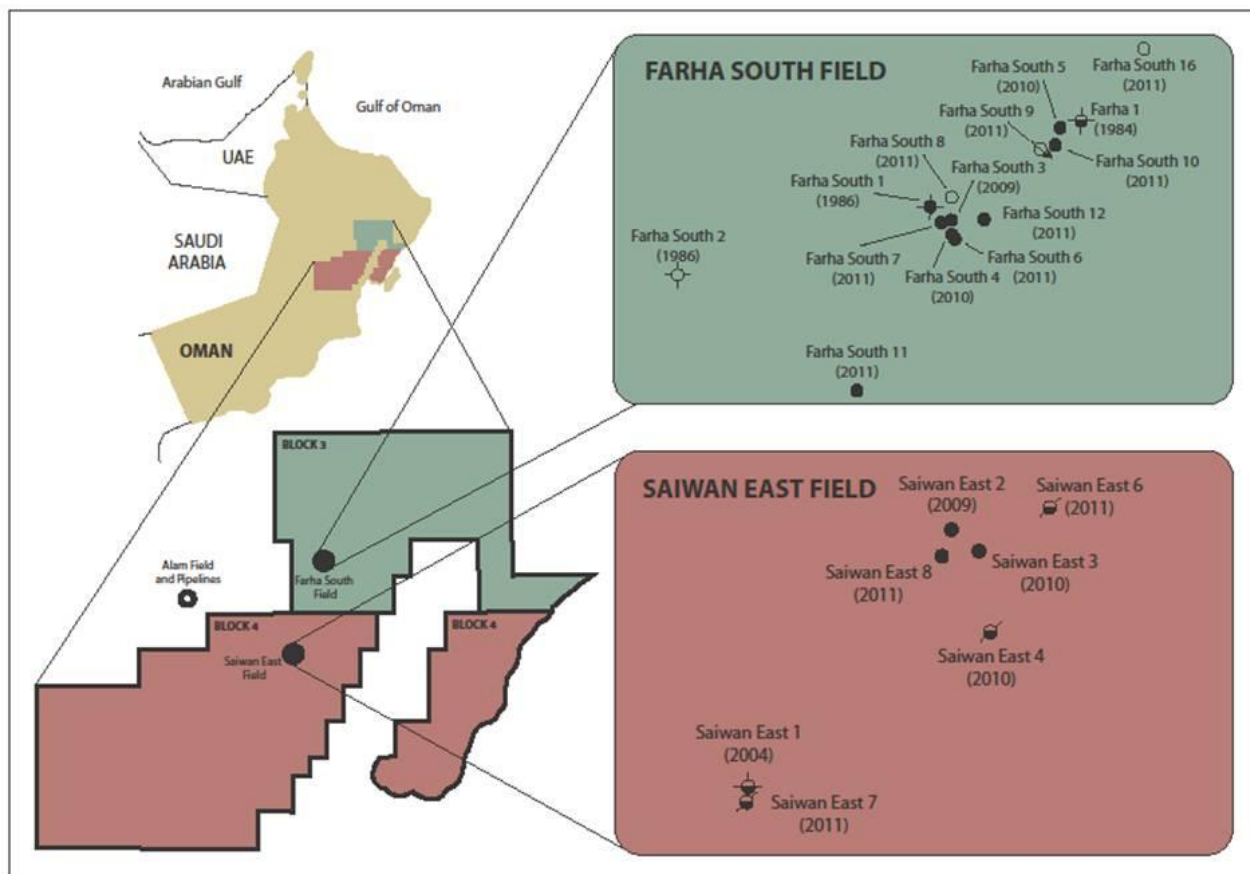 Arabian Gulf
Gulf of Oman
UAE
SAUDI
ARABIA
OMAN
BLOCK 3
Alam Field
and Pipelines
Farha South
Field
BLOCK 4
BLOCK 4
Saiwan East
Field
FARHA SOUTH FIELD
Farha South 5
(2010)
Farha South 16
(2011)
Farha South 9
(2011)
Farha 1
(1984)
Farha South 8
(2011)
Farha South 3
(2009)
Farha South 10
(2011)
Farha South 1
(1986)
Farha South 12
(2011)
Farha South 2
(1986)
Farha South 7
(2011)
Farha South 4
(2010)
Farha South 6
(2011)
Farha South 11
(2011)
SAIWAN EAST FIELD
Saiwan East 2
(2009)
Saiwan East 6
(2011)
Saiwan East 8
(2011)
Saiwan East 3
(2010)
Saiwan East 4
(2010)
Saiwan East 1
(2004)
Saiwan East 7
(2011)